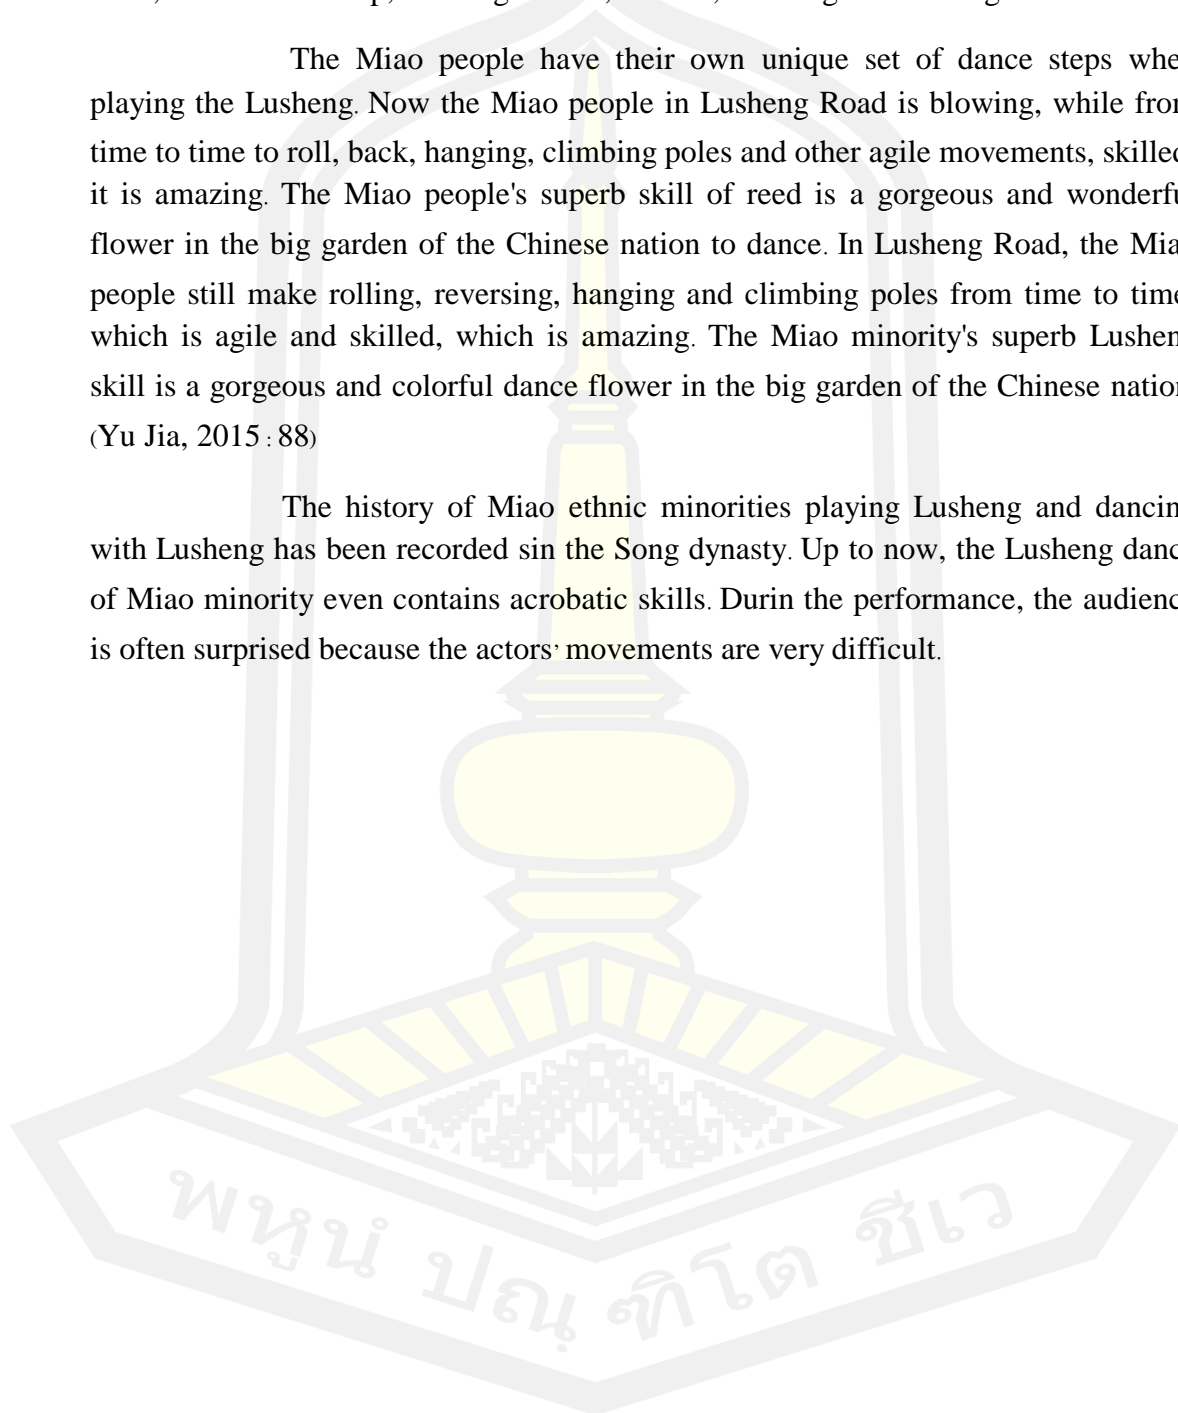 The Miao people have their own unique set of dance steps whe
playing the Lusheng. Now the Miao people in Lusheng Road is blowing, while fro
time to time to roll, back, hanging, climbing poles and other agile movements, skilled
it is amazing. The Miao people's superb skill of reed is a gorgeous and wonderfu
flower in the big garden of the Chinese nation to dance. In Lusheng Road, the Mia
people still make rolling, reversing, hanging and climbing poles from time to time
which is agile and skilled, which is amazing. The Miao minority's superb Lushen
skill is a gorgeous and colorful dance flower in the big garden of the Chinese nation
(Yu Jia, 2015 : 88)
The history of Miao ethnic minorities playing Lusheng and dancin
with Lusheng has been recorded sin the Song dynasty. Up to now, the Lusheng danc
of Miao minority even contains acrobatic skills. Durin the performance, the audienc
is often surprised because the actors' movements are very difficult.
พหูนํ ปณฺฑิโต ชีเว